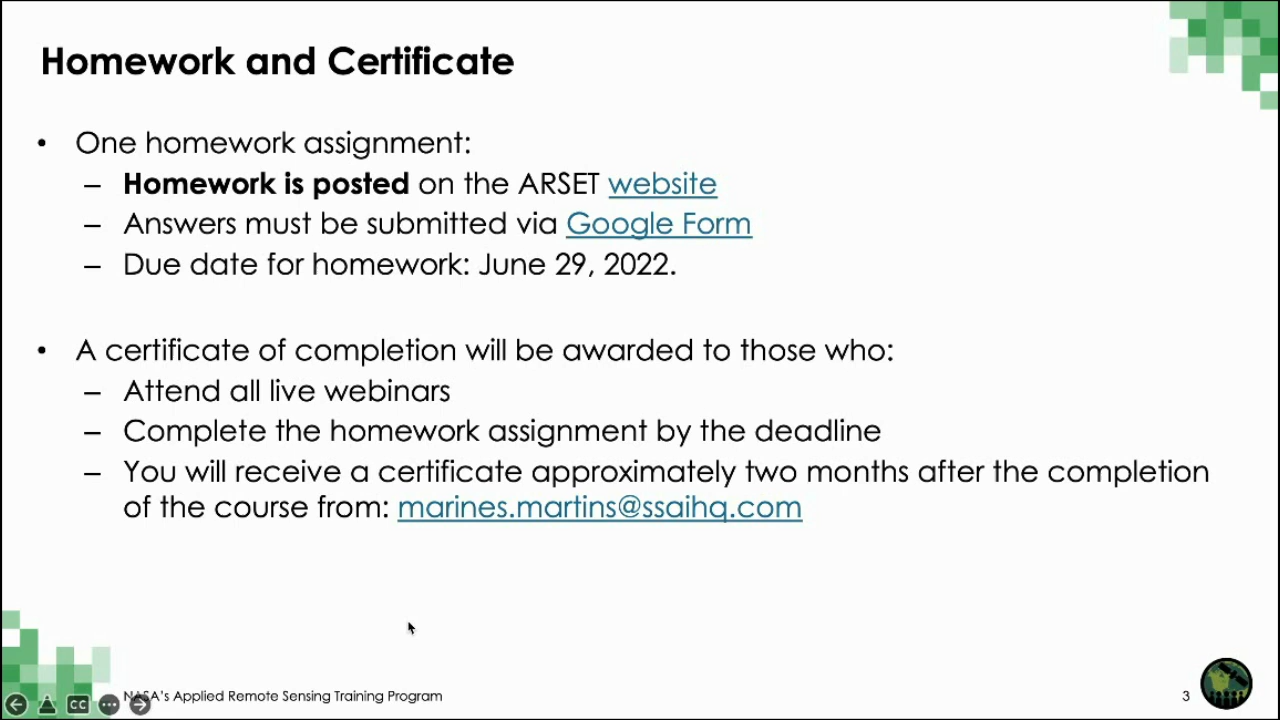 Homework and Certificate
• One homework assignment:
– Homework is posted on the ARSET website
– Answers must be submitted via Google Form
– Due date for homework: June 29, 2022.
• A certificate of completion will be awarded to those who:
– Attend all live webinars
– Complete the homework assignment by the deadline
– You will receive a certificate approximately two months after the completion
of the course from: marines.martins@ssaihq.com
CC
NASA's Applied Remote Sensing Training Program
3